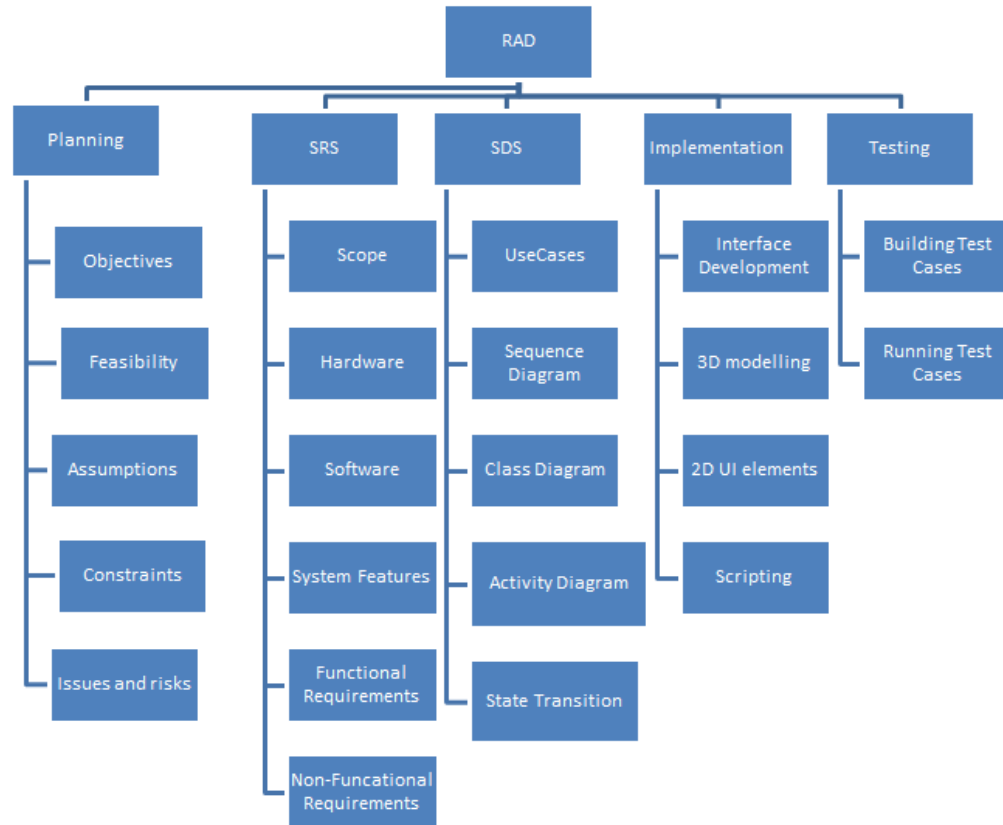 RAD
Planning
SRS
SDS
Implementation
Testing
Objectives
Feasibility
Assumptions
Constraints
Issues and risks
Scope
Hardware
Software
System Features
Functional
Requirements
Non-Funcational
Requirements
UseCases
Sequence
Diagram
Class Diagram
Activity Diagram
State Transition
Interface
Development
3D modelling
2D UI elements
Scripting
Building Test
Cases
Running Test
Cases